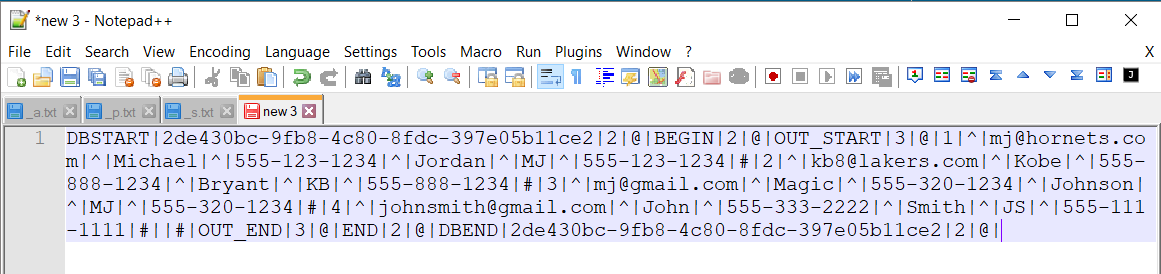 *new 3 - Notepad++
File Edit Search View Encoding Language Settings Tools Macro Run Plugins Window ? X
_a.txt _p.txt _s.txt new 3
1 DBSTART|2de430bc-9fb8-4c80-8fdc-397e05b11ce2|2|@|BEGIN|2|@|OUT_START|3|@|1|^|mj@hornets.co
m|^|Michael|^|555-123-1234|^|Jordan|^|MJ|^|555-123-1234|#|2|^|kb8@lakers.com|^|Kobe|^|555-
888-1234|^|Bryant|^|KB|^|555-888-1234|#|3|^|mj@gmail.com|^|Magic|^|555-320-1234|^|Johnson|
^|MJ|^|555-320-1234|#|4|^|johnsmith@gmail.com|^|John|^|555-333-2222|^|Smith|^|JS|^|555-111
-1111|#||#|OUT_END|3|@|END|2|@|DBEND|2de430bc-9fb8-4c80-8fdc-397e05b11ce2|2|@|